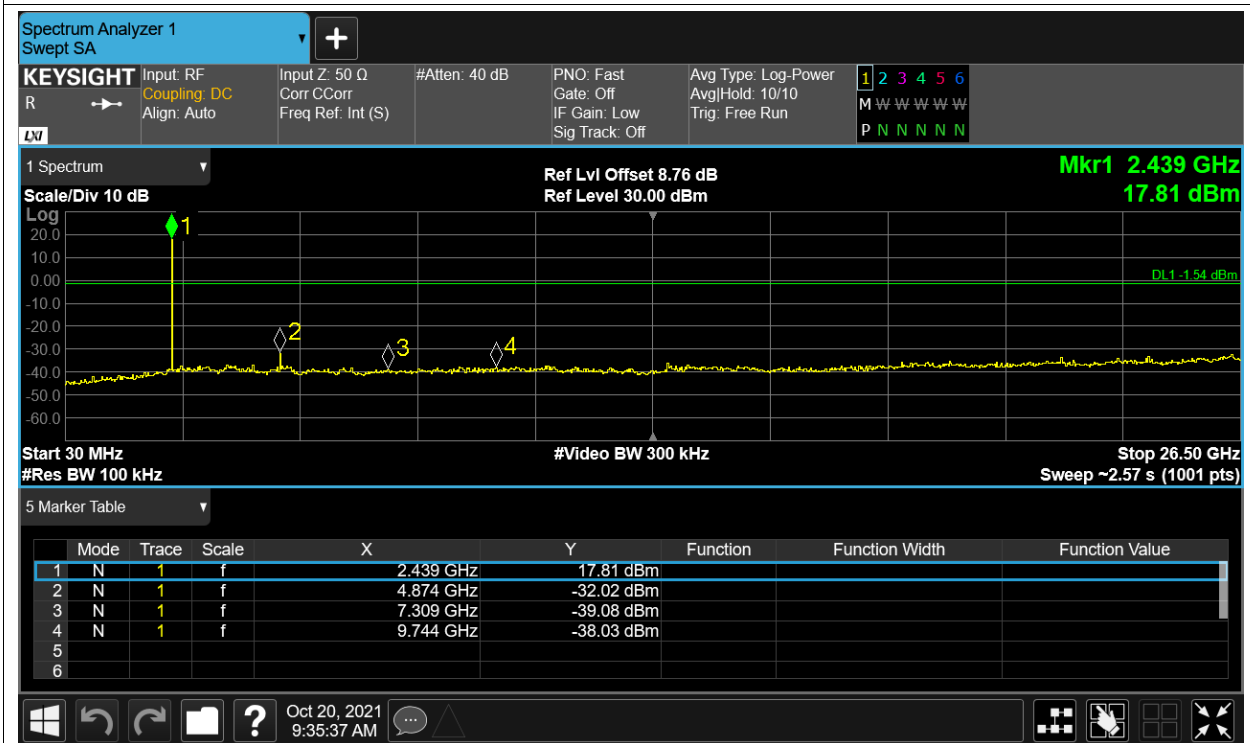 Spectrum Analyzer 1
Swept SA
+
KEYSIGHT Input: RF Input Z: 50 Ω #Atten: 40 dB PNO: Fast Avg Type: Log-Power 1 2 3 4 5 6
R Coupling: DC Corr CCorr Gate: Off Avg|Hold: 10/10 M W W W W W
Align: Auto Freq Ref: Int (S) IF Gain: Low Trig: Free Run
LXI Sig Track: Off P N N N N N
1 Spectrum Ref Lvl Offset 8.76 dB Mkr1 2.439 GHz
Scale/Div 10 dB Ref Level 30.00 dBm 17.81 dBm
Log
1
20.0
10.0
0.00 DL1 -1.54 dBm
-10.0
-20.0
2 3 4
-30.0
-40.0
-50.0
-60.0
Start 30 MHz #Video BW 300 kHz Stop 26.50 GHz
#Res BW 100 kHz Sweep ~2.57 s (1001 pts)
5 Marker Table
Mode Trace Scale X Y Function Function Width Function Value
1 N 1 f 2.439 GHz 17.81 dBm
2 N 1 f 4.874 GHz -32.02 dBm
3 N 1 f 7.309 GHz -39.08 dBm
4 N 1 f 9.744 GHz -38.03 dBm
5
6
? Oct 20, 2021
9:35:37 AM